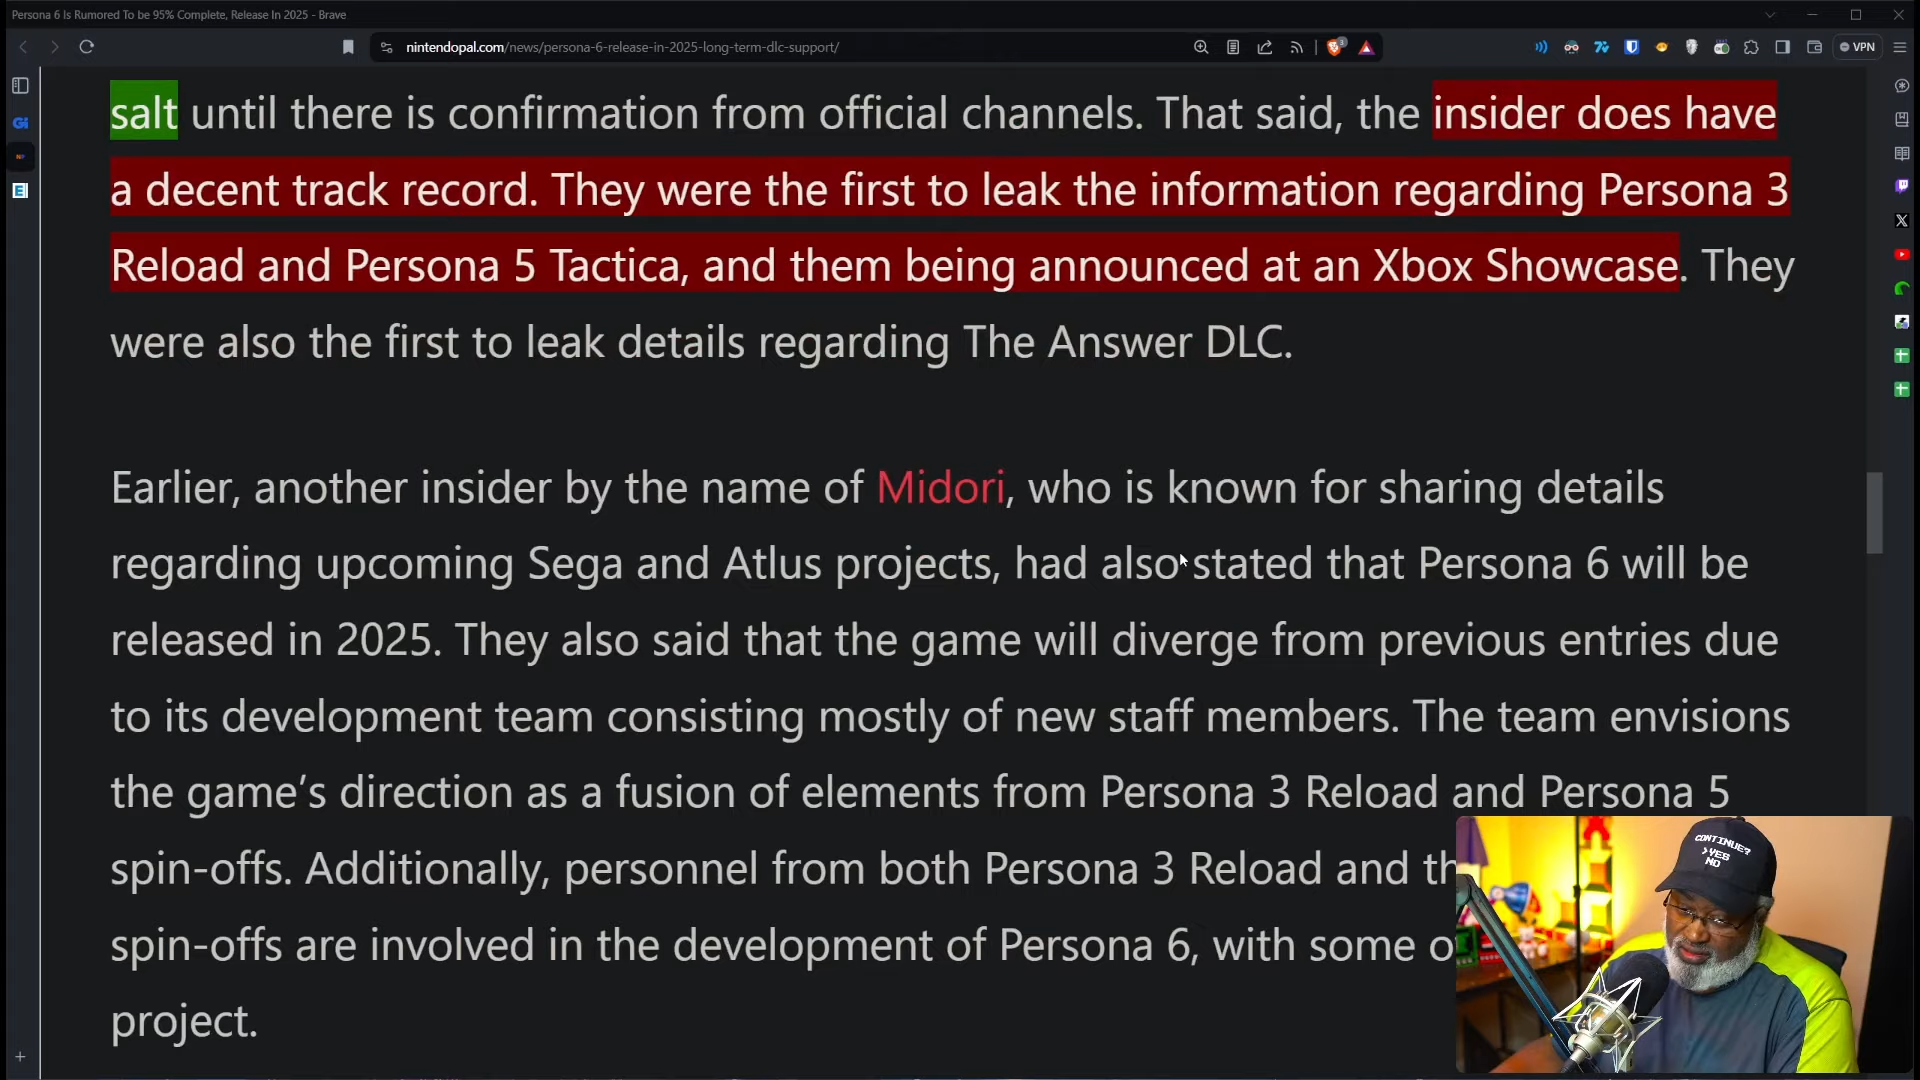 Persona 6 Is Rumored To be 95% Complete, Release In 2025 - Brave
nintendopal.com/news/persona-6-release-in-2025-long-term-dlc-support/
VPN
salt until there is confirmation from official channels. That said, the insider does have
a decent track record. They were the first to leak the information regarding Persona 3
Reload and Persona 5 Tactica, and them being announced at an Xbox Showcase. They
were also the first to leak details regarding The Answer DLC.
Earlier, another insider by the name of Midori, who is known for sharing details
regarding upcoming Sega and Atlus projects, had also stated that Persona 6 will be
released in 2025. They also said that the game will diverge from previous entries due
to its development team consisting mostly of new staff members. The team envisions
the game’s direction as a fusion of elements from Persona 3 Reload and Persona 5
spin-offs. Additionally, personnel from both Persona 3 Reload and th
spin-offs are involved in the development of Persona 6, with some o
project.
CONTINUE?
>YES
NO